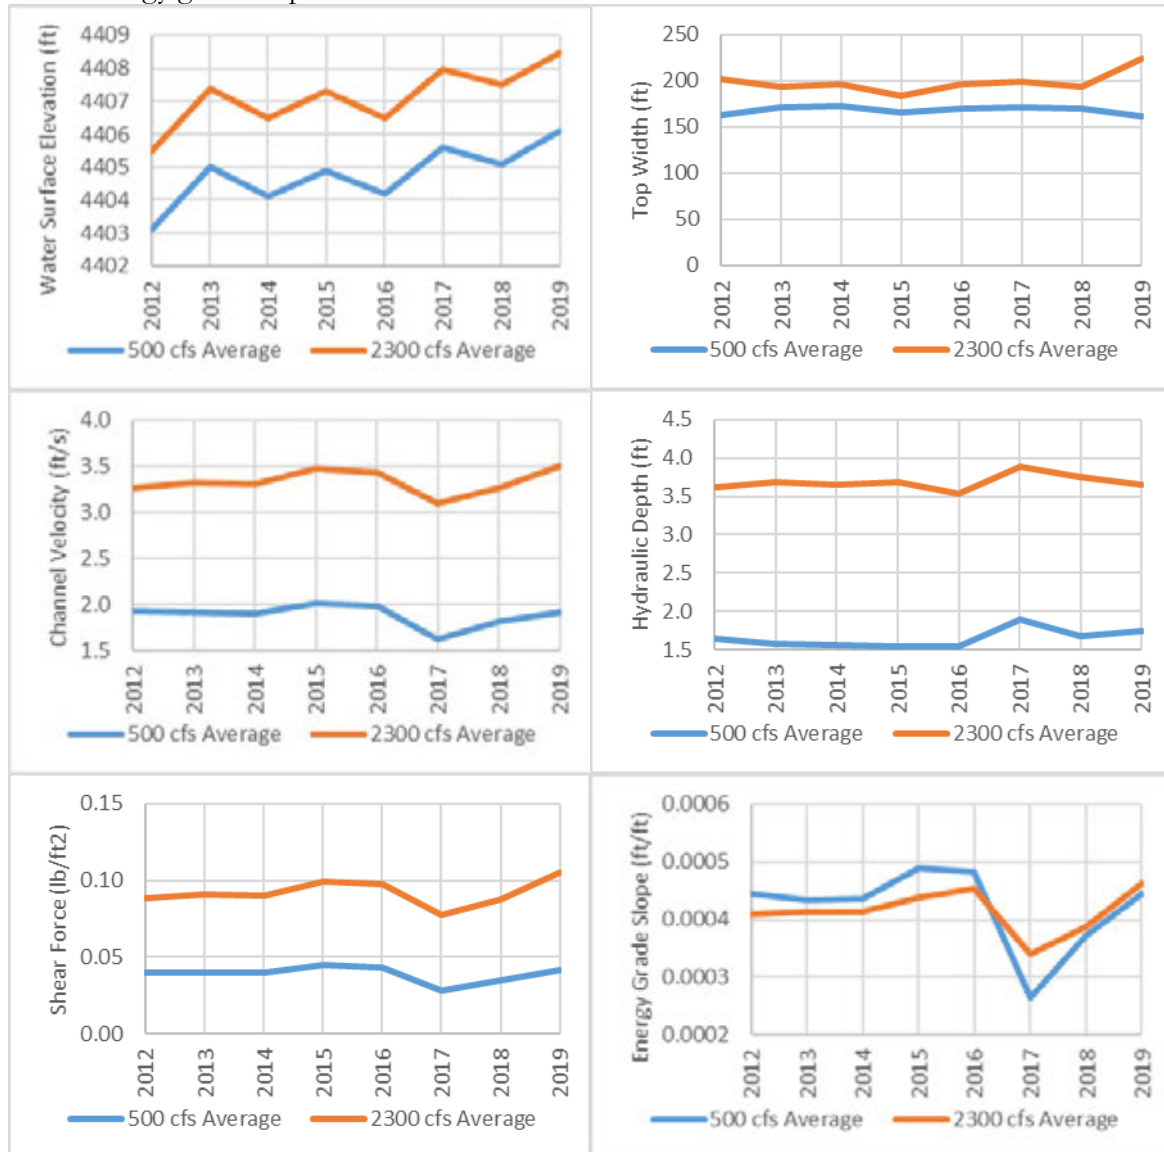 Water Surface Elevation (ft)
4409
4408
4407
4406
4405
4404
4403
4402
2012 2013 2014 2015 2016 2017 2018 2019
500 cfs Average 2300 cfs Average
Top Width (ft)
250
200
150
100
50
0
2012 2013 2014 2015 2016 2017 2018 2019
500 cfs Average 2300 cfs Average
Channel Velocity (ft/s)
4.0
3.5
3.0
2.5
2.0
1.5
2012 2013 2014 2015 2016 2017 2018 2019
500 cfs Average 2300 cfs Average
Hydraulic Depth (ft)
4.5
4.0
3.5
3.0
2.5
2.0
1.5
2012 2013 2014 2015 2016 2017 2018 2019
500 cfs Average 2300 cfs Average
Shear Force (lb/ft2)
0.15
0.10
0.05
0.00
2012 2013 2014 2015 2016 2017 2018 2019
500 cfs Average 2300 cfs Average
Energy Grade Slope (ft/ft)
0.0006
0.0005
0.0004
0.0003
0.0002
2012 2013 2014 2015 2016 2017 2018 2019
500 cfs Average 2300 cfs Average